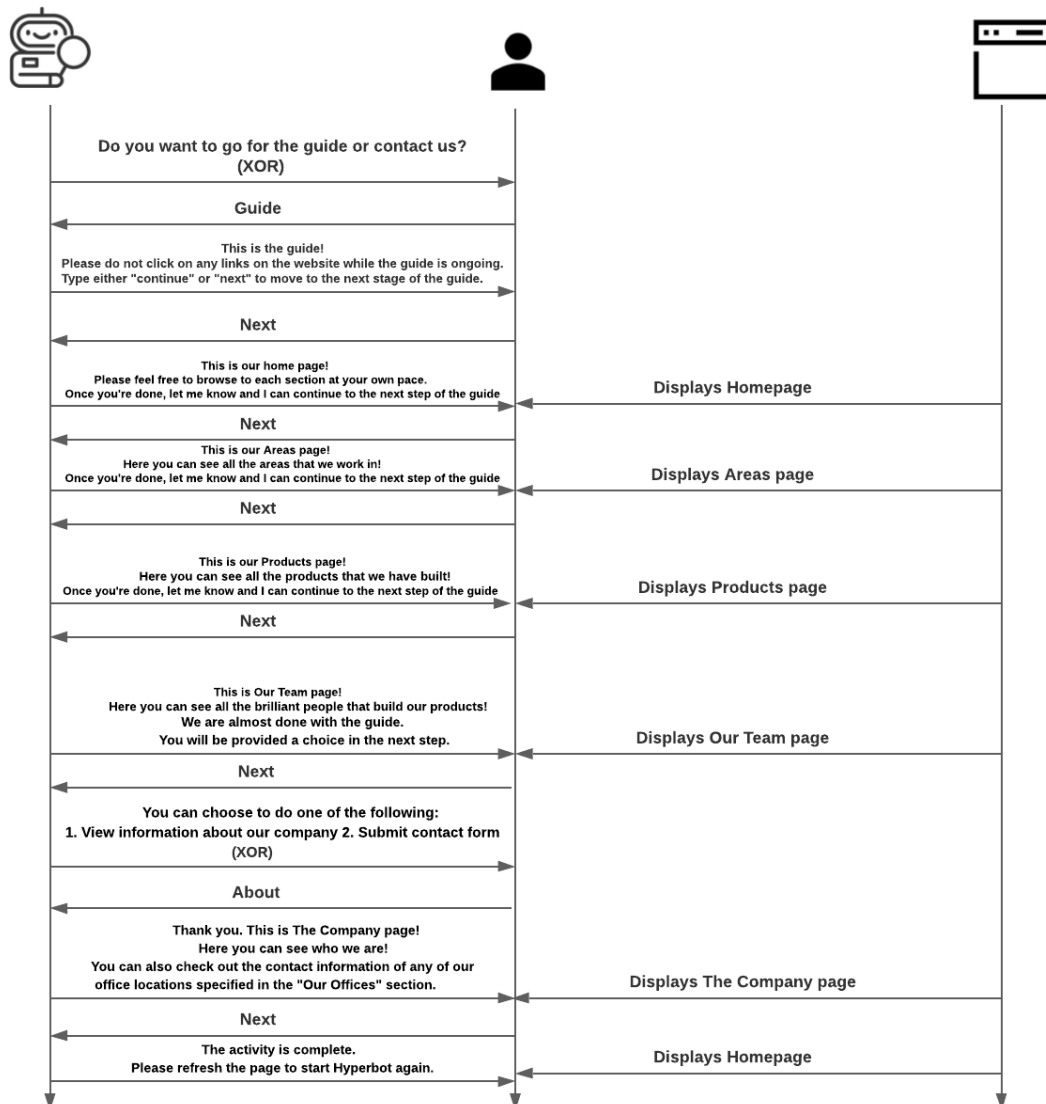 Do you want to go for the guide or contact us?
(XOR)
Guide
This is the guide!
Please do not click on any links on the website while the guide is ongoing.
Type either "continue" or "next" to move to the next stage of the guide.
Next
This is our home page!
Please feel free to browse to each section at your own pace.
Once you're done, let me know and I can continue to the next step of the guide
Displays Homepage
Next
This is our Areas page!
Here you can see all the areas that we work in!
Once you're done, let me know and I can continue to the next step of the guide
Displays Areas page
Next
This is our Products page!
Here you can see all the products that we have built!
Once you're done, let me know and I can continue to the next step of the guide
Displays Products page
Next
This is Our Team page!
Here you can see all the brilliant people that build our products!
We are almost done with the guide.
You will be provided a choice in the next step.
Displays Our Team page
Next
You can choose to do one of the following:
1. View information about our company 2. Submit contact form
(XOR)
About
Thank you. This is The Company page!
Here you can see who we are!
You can also check out the contact information of any of our
office locations specified in the "Our Offices" section.
Displays The Company page
Next
The activity is complete.
Please refresh the page to start Hyperbot again.
Displays Homepage